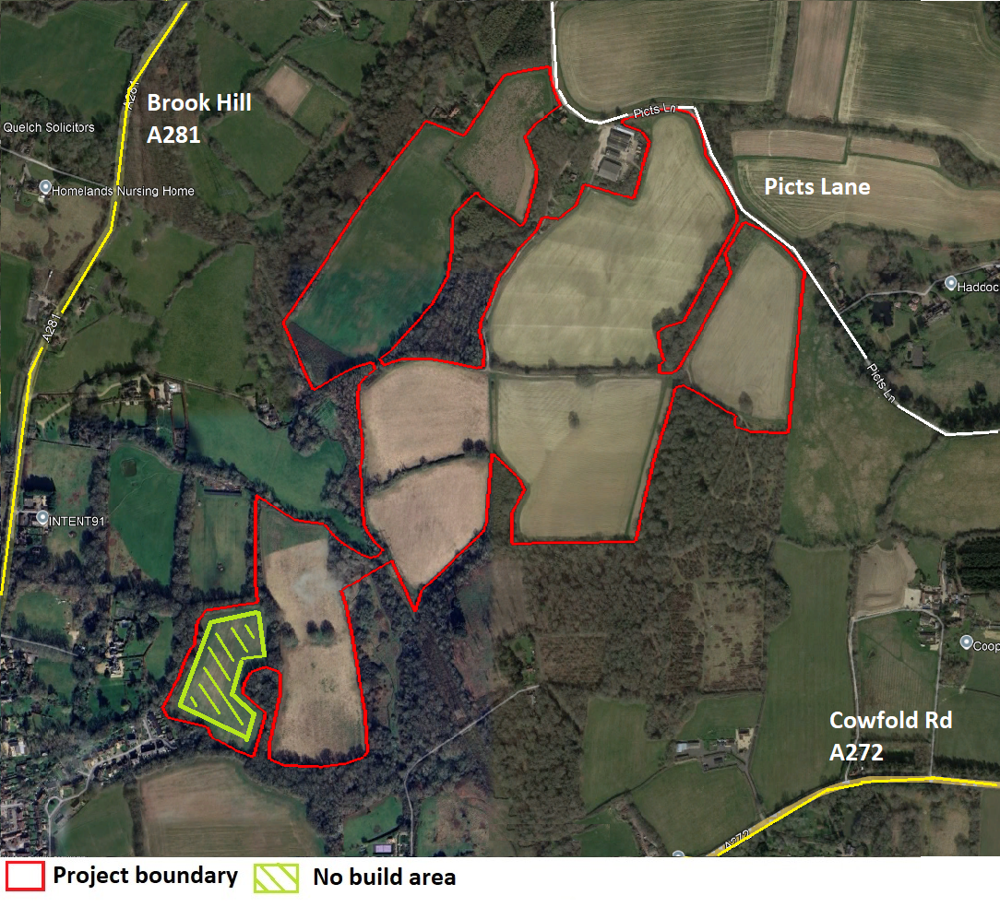 Picts Ln
Brook Hill
A281
A281
Quelch Solicitors
Picts Lane
Homelands Nursing Home
Haddoc
A281
Picts Ln
INTENT91
Coop
Cowfold Rd
A272
A272
Project boundary
No build area